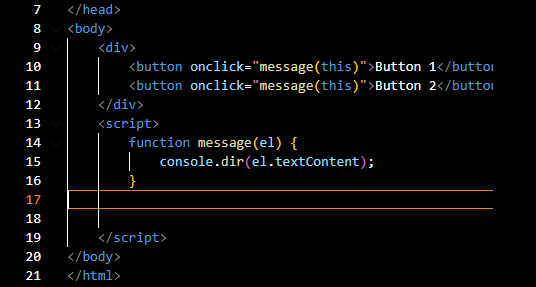 7 </head>
8 <body>
9 <div>
10 <button onclick="message(this)">Button 1</button
11 <button onclick="message(this)">Button 2</button
12 </div>
13 <script>
14 function message(el) {
15 console.dir(el.textContent);
16 }
17
18
19 </script>
20 </body>
21 </html>